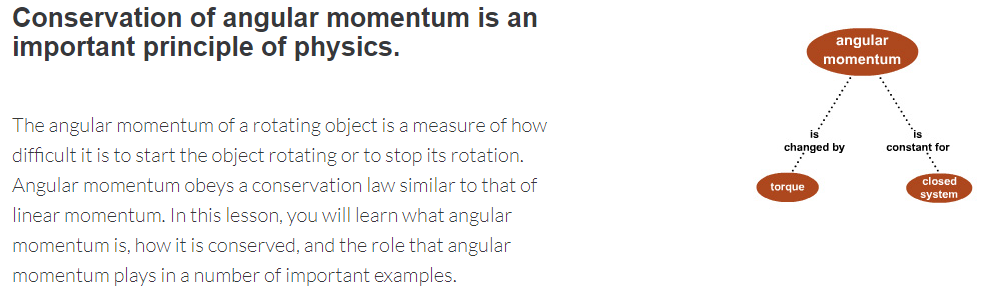 Conservation of angular momentum is an
important principle of physics.
The angular momentum of a rotating object is a measure of how
difficult it is to start the object rotating or to stop its rotation.
Angular momentum obeys a conservation law similar to that of
linear momentum. In this lesson, you will learn what angular
momentum is, how it is conserved, and the role that angular
momentum plays in a number of important examples.
angular
momentum
is
changed by
is
constant for
torque
closed
system